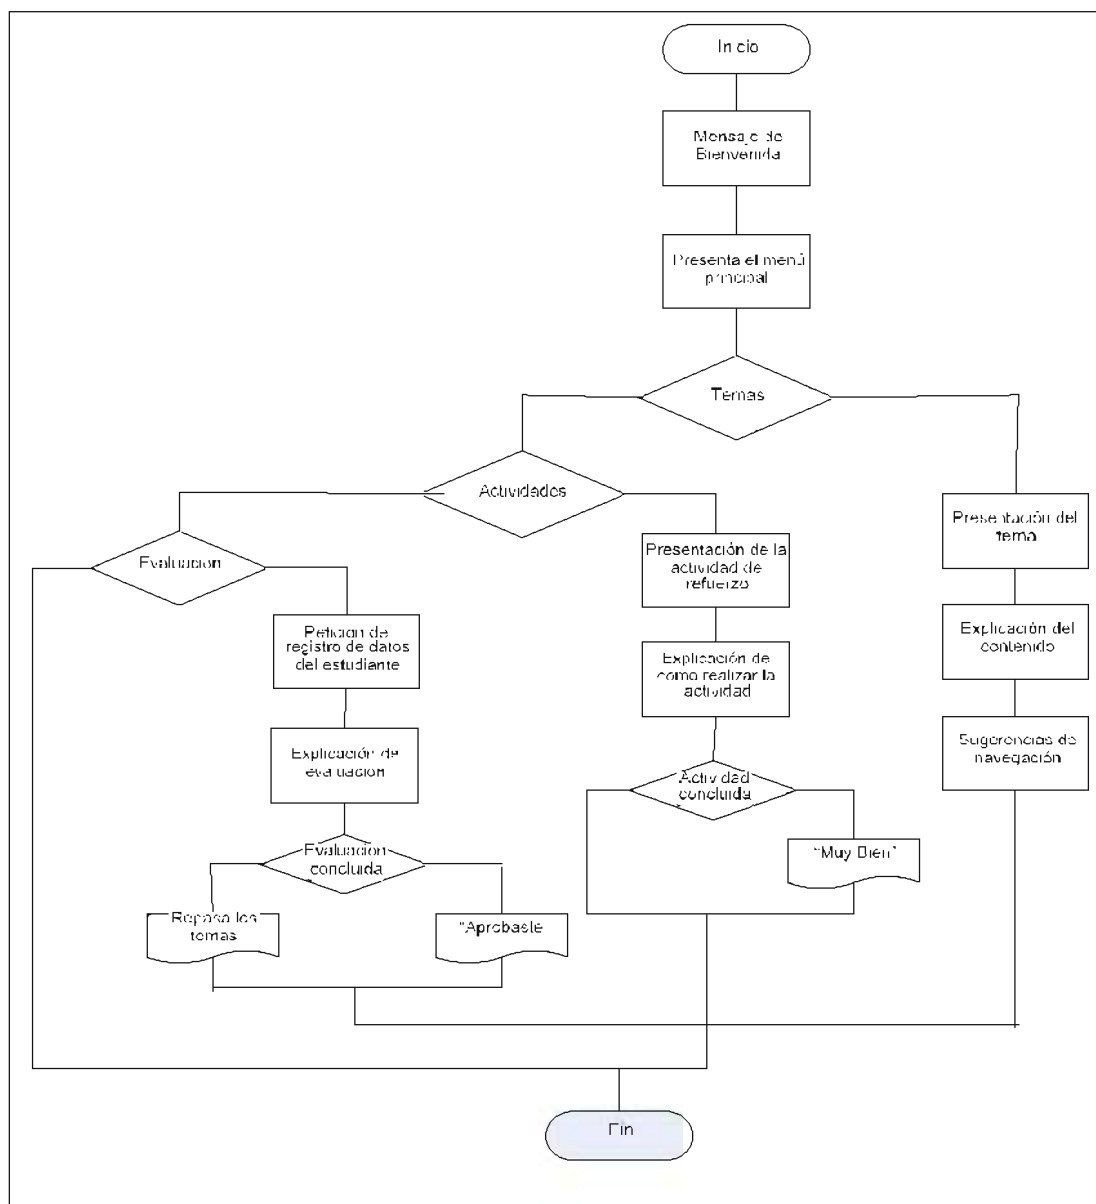 Inicio
Mensaje de
Bienvenida
Presenta el menú
principal
Temas
Actividades
Presentación del
tema
Evaluacion
Presentación de la
actividad de
refuerzo
Explicación del
contenido
Peticion de
registro de datos
del estudiante
Explicación de
como realizar la
actividad
Sugerencias de
navegación
Explicación de
evaluacion
Actividad
concluida
Evaluacion
concluida
"Muy Bien"
Repasa los
temas
"Aprobaste
Fin